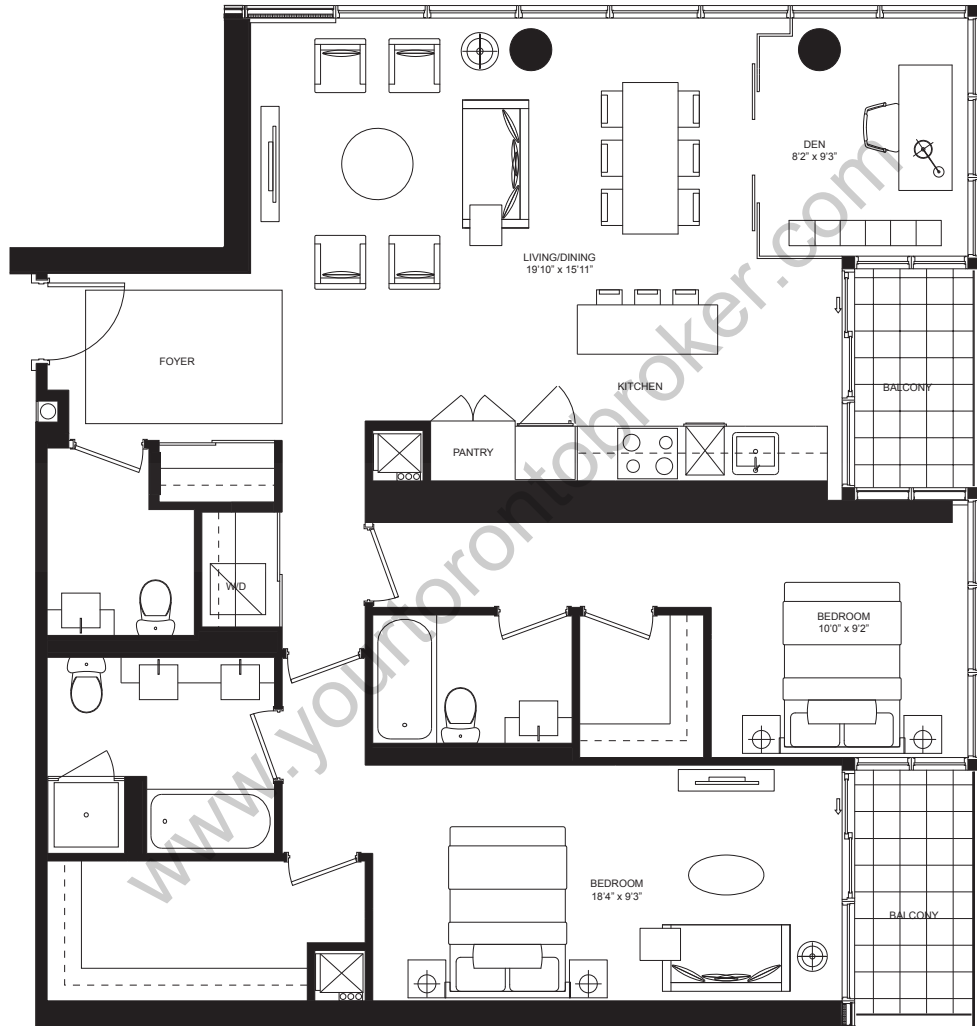 DEN
8'2" x 9'3"
LIVING/DINING
19'10" x 15'11"
FOYER
KITCHEN
BALCONY
PANTRY
W/D
BEDROOM
10'0" x 9'2"
BEDROOM
18'4" x 9'3"
BALCONY
www.yourtorontobroker.com